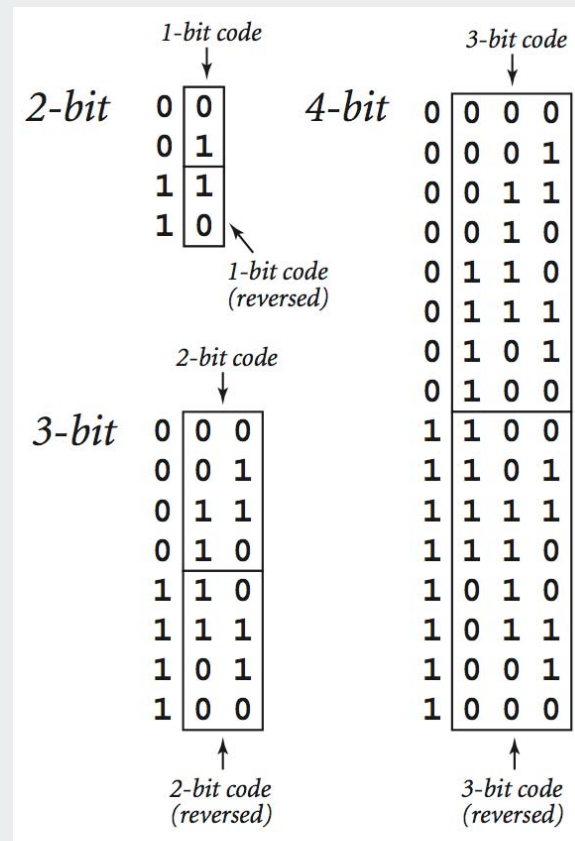 1-bit code
2-bit
0 0
0 1
1 1
1 0
1-bit code
(reversed)
2-bit code
3-bit
0 0 0
0 0 1
0 1 1
0 1 0
1 1 0
1 1 1
1 0 1
1 0 0
2-bit code
(reversed)
3-bit code
4-bit
0 0 0 0
0 0 0 1
0 0 1 1
0 0 1 0
0 1 1 0
0 1 1 1
0 1 0 1
0 1 0 0
1 1 0 0
1 1 0 1
1 1 1 1
1 1 1 0
1 0 1 0
1 0 1 1
1 0 0 1
1 0 0 0
3-bit code
(reversed)